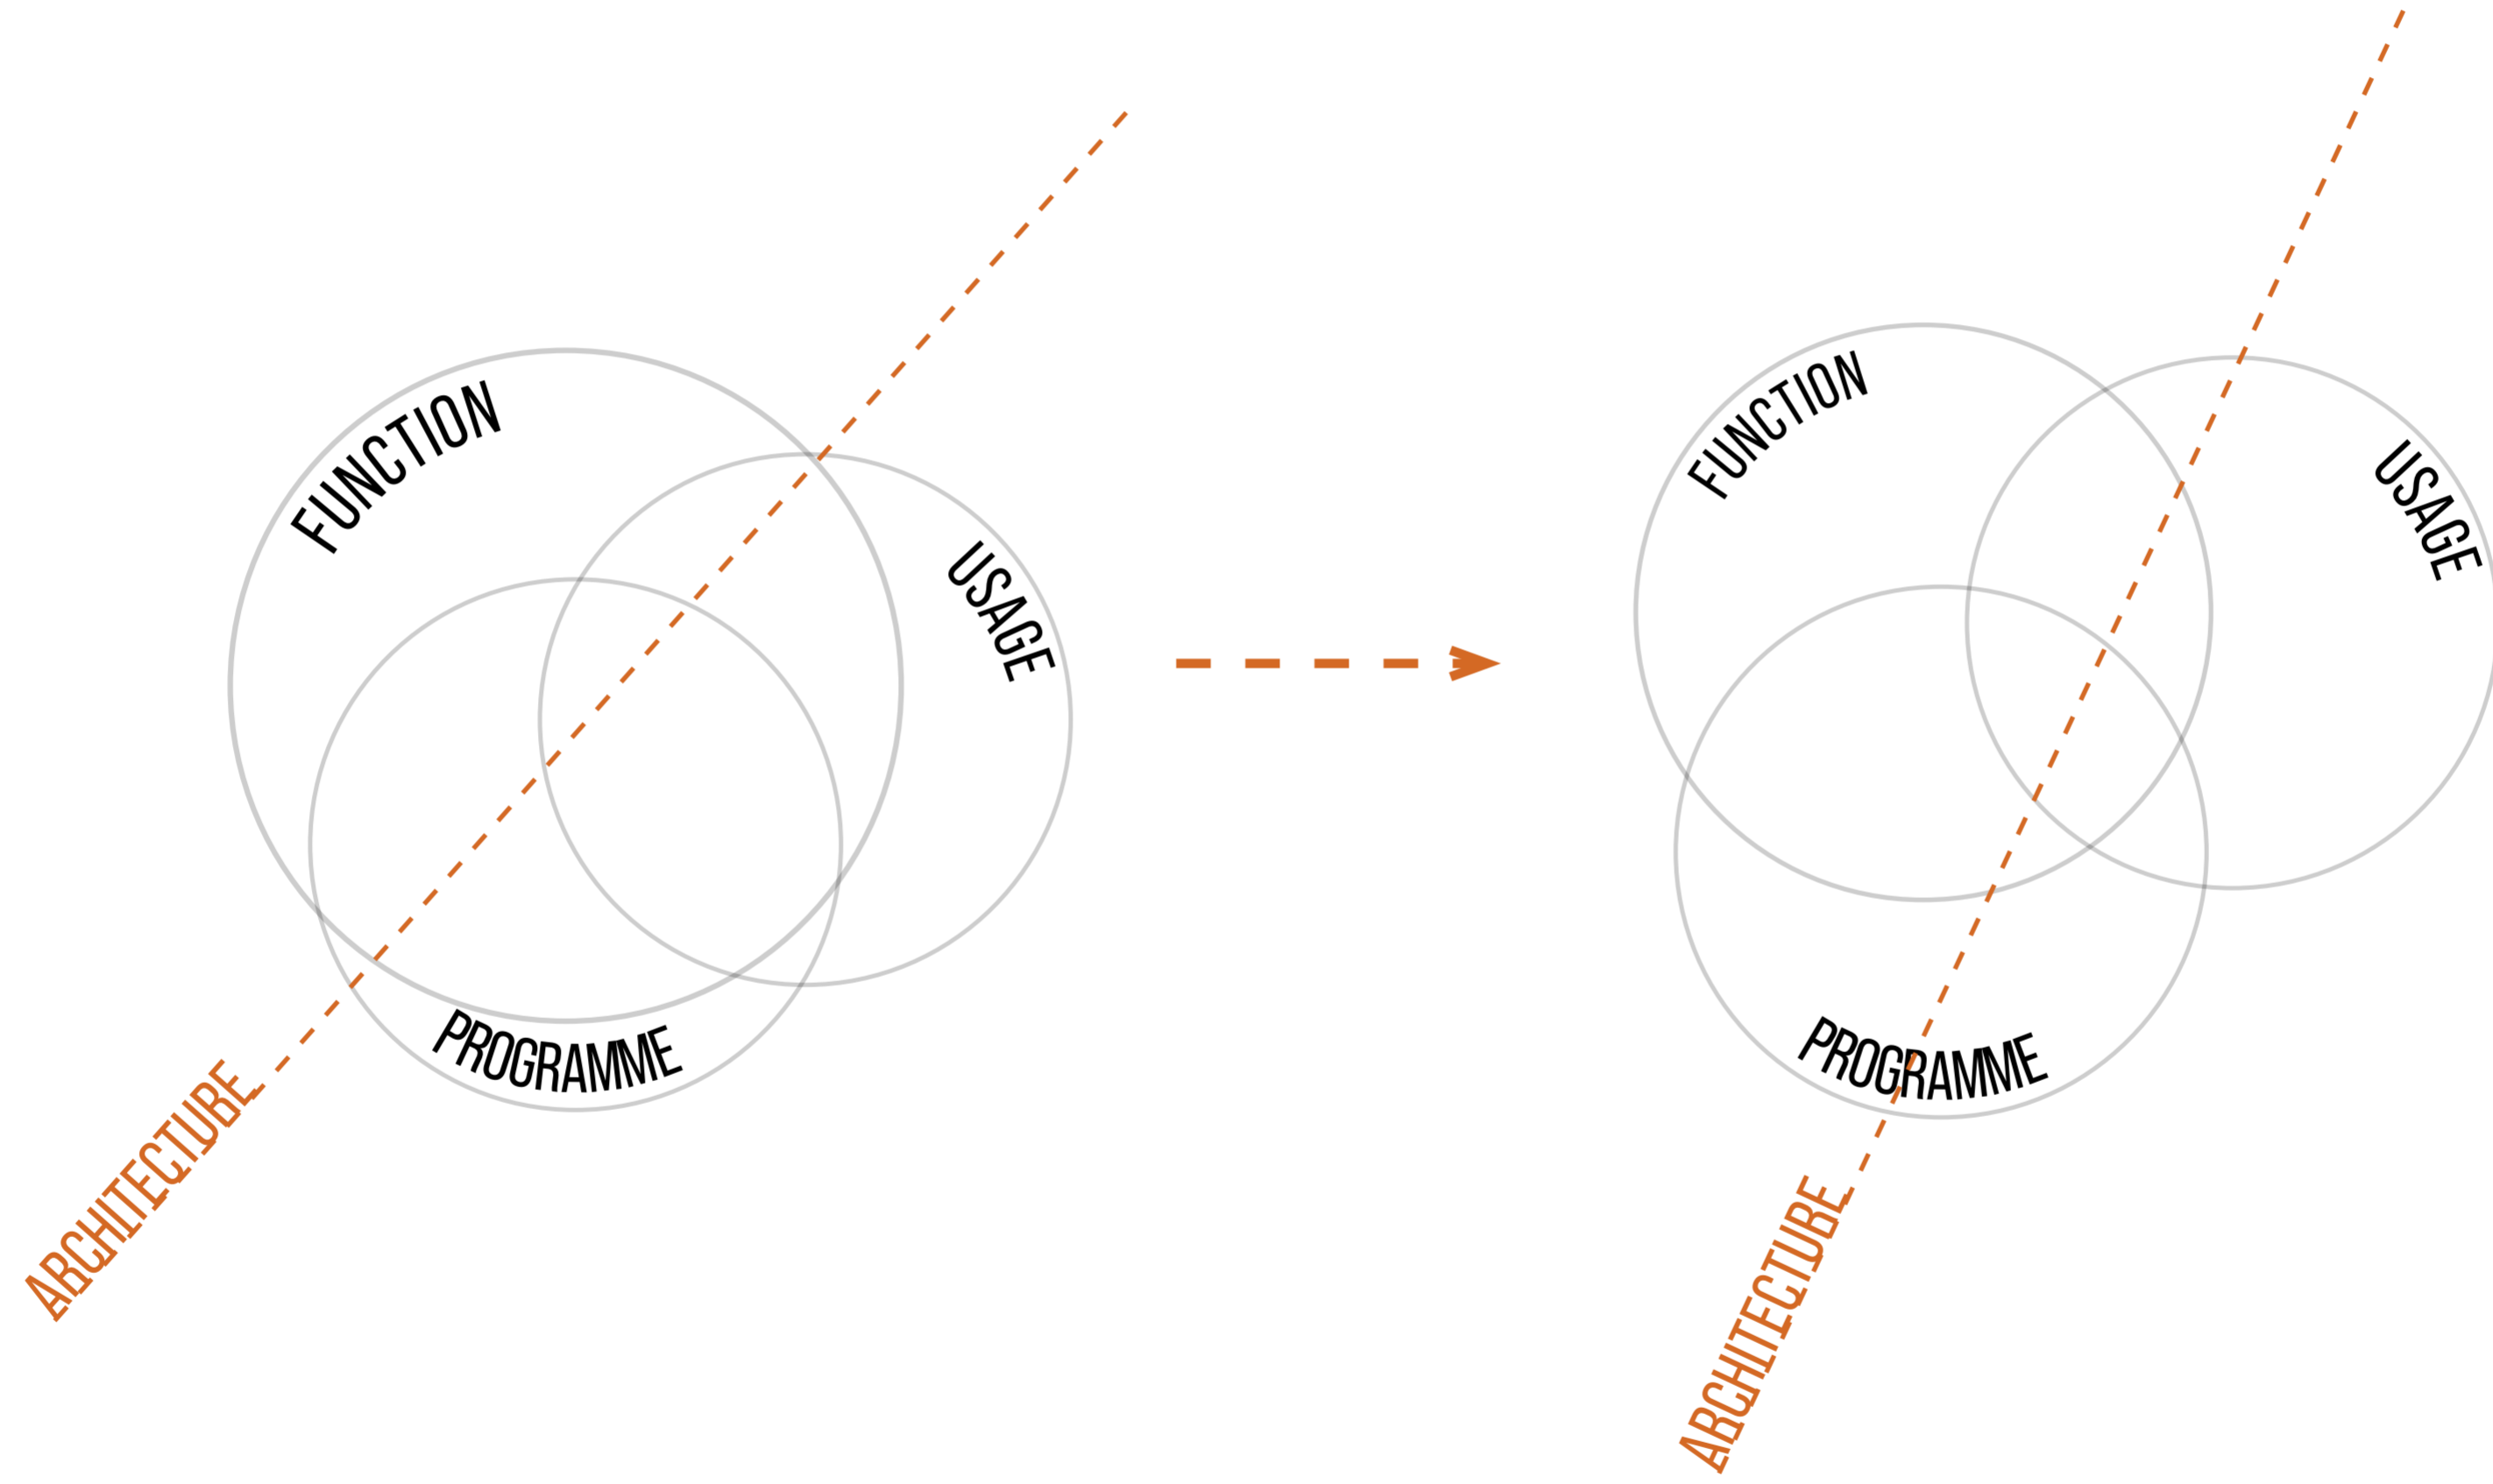 FUNCTION
USAGE
PROGRAMME
ARCHITECTURE
FUNCTION
USAGE
PROGRAMME
ARCHITECTURE